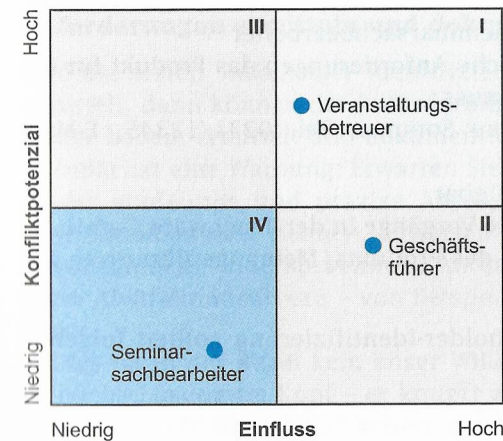 Hoch
III
I
Veranstaltungs-
betreuer
Konfliktpotenzial
IV
II
Geschäfts-
führer
Seminar-
sachbearbeiter
Niedrig
Niedrig
Einfluss
Hoch